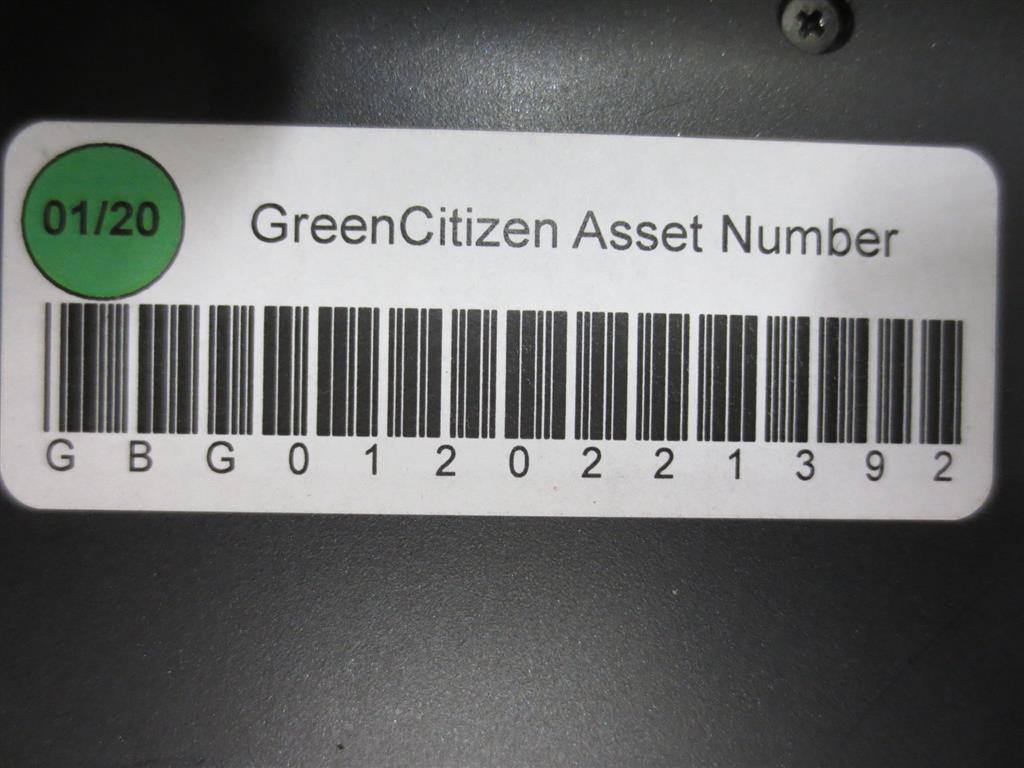 01/20
GreenCitizen Asset Number
G B G 0 1 2 0 2 2 1 3 9 2